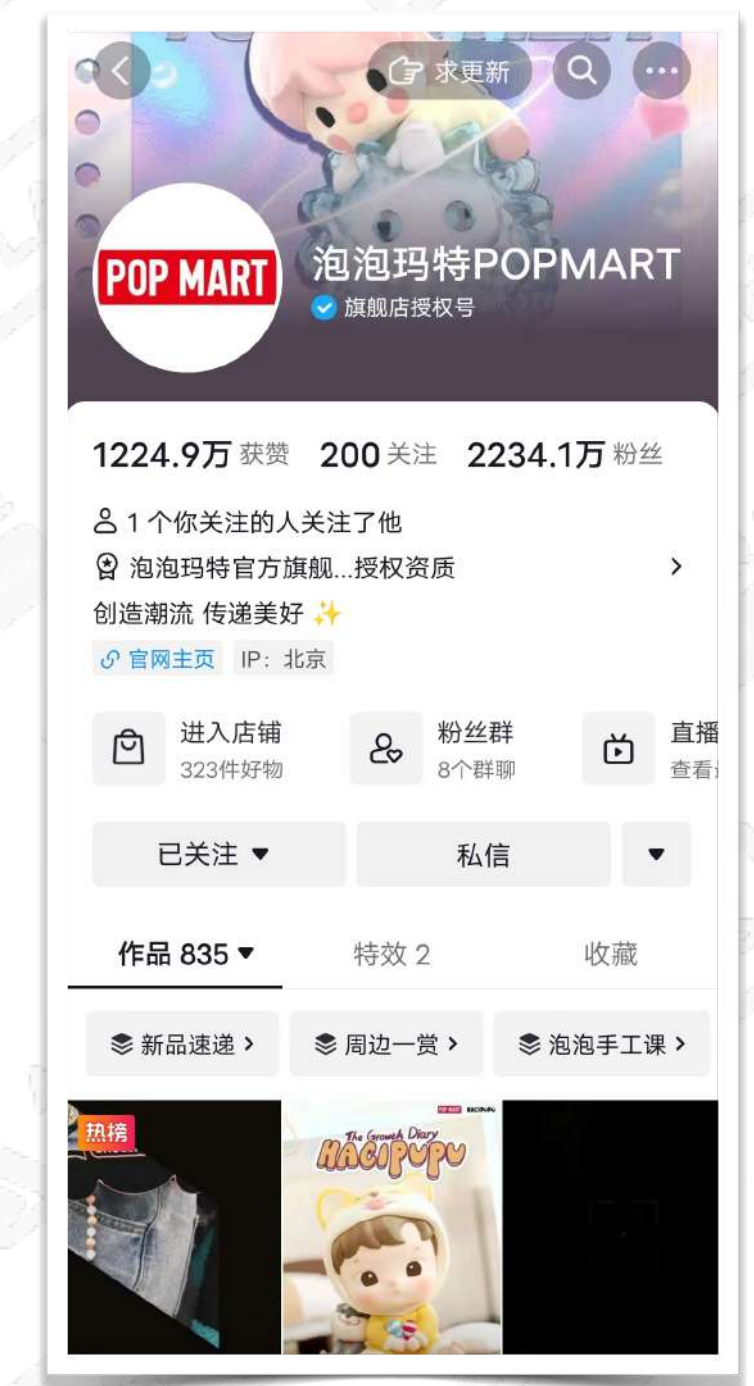 求更新
POP MART
泡泡玛特POPMART
旗舰店授权号
1224.9万 获赞 200 关注 2234.1万 粉丝
1 个你关注的人关注了他
泡泡玛特官方旗舰...授权资质
创造潮流 传递美好
官网主页 IP：北京
进入店铺 粉丝群 直播
323件好物 8个群聊 查看
已关注 私信
作品 835 特效 2 收藏
新品速递 周边一赏 泡泡手工课
热榜
POP MART HACIPUPU
The Growth Diary
HACIPUPU